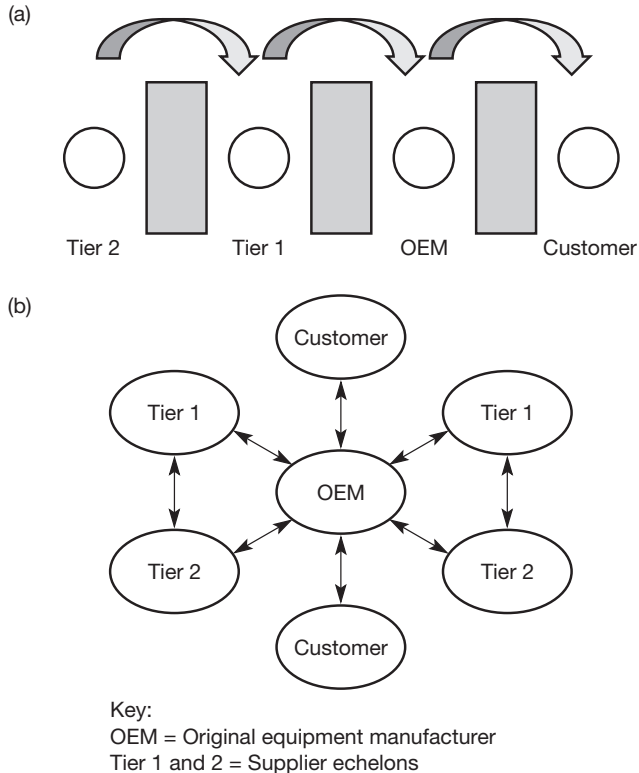 (a)
Tier 2 Tier 1 OEM Customer
(b)
Customer
Tier 1 Tier 1
OEM
Tier 2 Tier 2
Customer
Key:
OEM = Original equipment manufacturer
Tier 1 and 2 = Supplier echelons